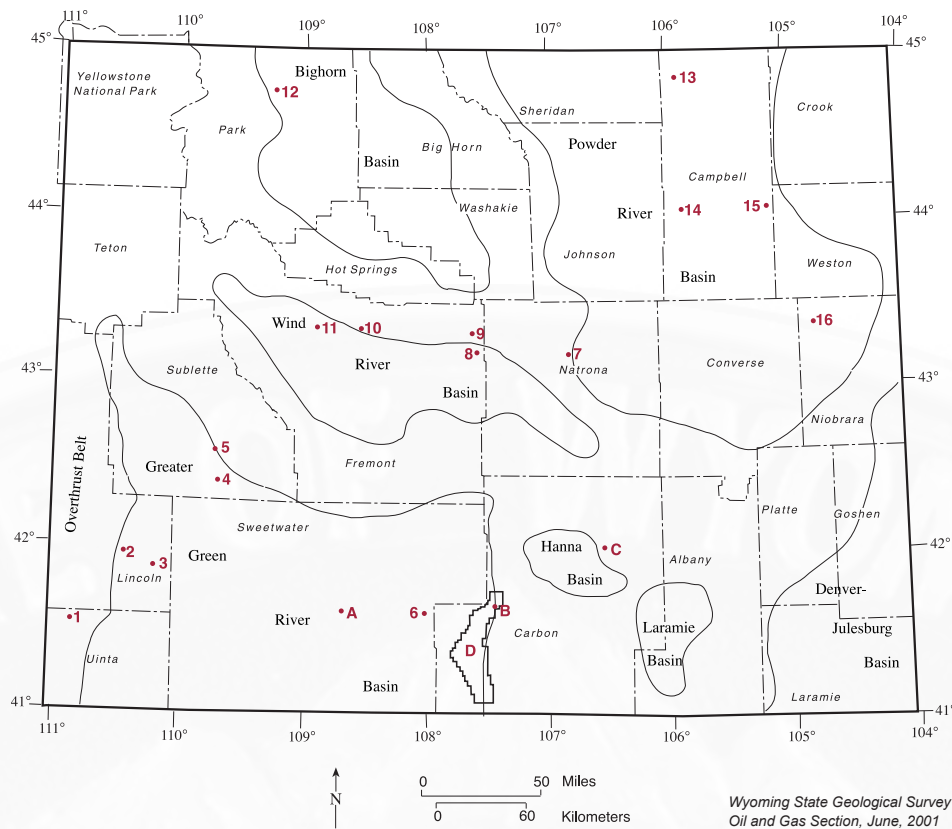 111°
110°
109°
108°
107°
106°
105°
104°
45°
45°
Yellowstone
National Park
Bighorn
12
13
Sheridan
Crook
Park
Powder
Big Horn
Basin
Campbell
44°
44°
Washakie
River
14
15
Teton
Hot Springs
Johnson
Weston
Basin
Wind
11
10
9
16
8
7
River
Natrona
Converse
43°
43°
Sublette
Basin
Niobrara
5
Overthrust Belt
Greater
4
Fremont
Platte
Goshen
Sweetwater
42°
42°
2
Green
Hanna
C
3
Lincoln
Basin
Albany
Denver-
1
A
6
B
River
Carbon
Laramie
Julesburg
Uinta
D
Basin
Basin
Basin
Laramie
41°
41°
111°
110°
109°
108°
107°
106°
105°
104°
N
0
50
Miles
0
60
Kilometers
Wyoming State Geological Survey
Oil and Gas Section, June, 2001